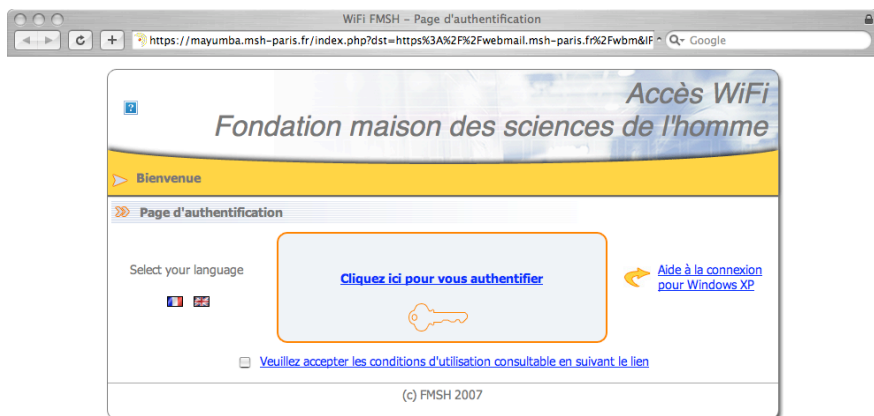 WiFi FMSH – Page d'authentification
https://mayumba.msh-paris.fr/index.php?dst=https%3A%2F%2Fwebmail.msh-paris.fr%2Fwbm&IF
Google
Accès WiFi
Fondation maison des sciences de l'homme
Bienvenue
Page d'authentification
Select your language
Cliquez ici pour vous authentifier
Aide à la connexion
pour Windows XP
Veuillez accepter les conditions d'utilisation consultable en suivant le lien
(c) FMSH 2007